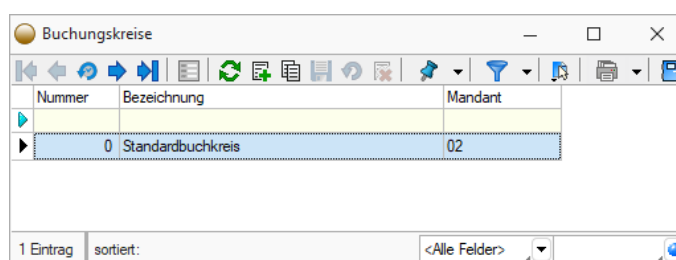 Buchungskreise
Nummer Bezeichnung Mandant
0 Standardbuchkreis 02
1 Eintrag sortiert: <Alle Felder>